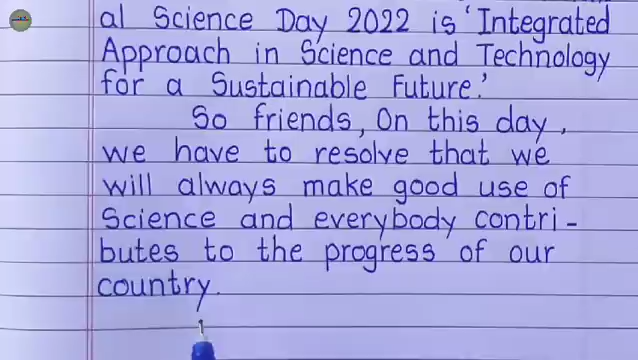 al Science Day 2022 is 'Integrated
Approach in Science and Technology
for a Sustainable Future.'
So friends, On this day,
we have to resolve that we
will always make good use of
Science and everybody contri-
butes to the progress of our
country.